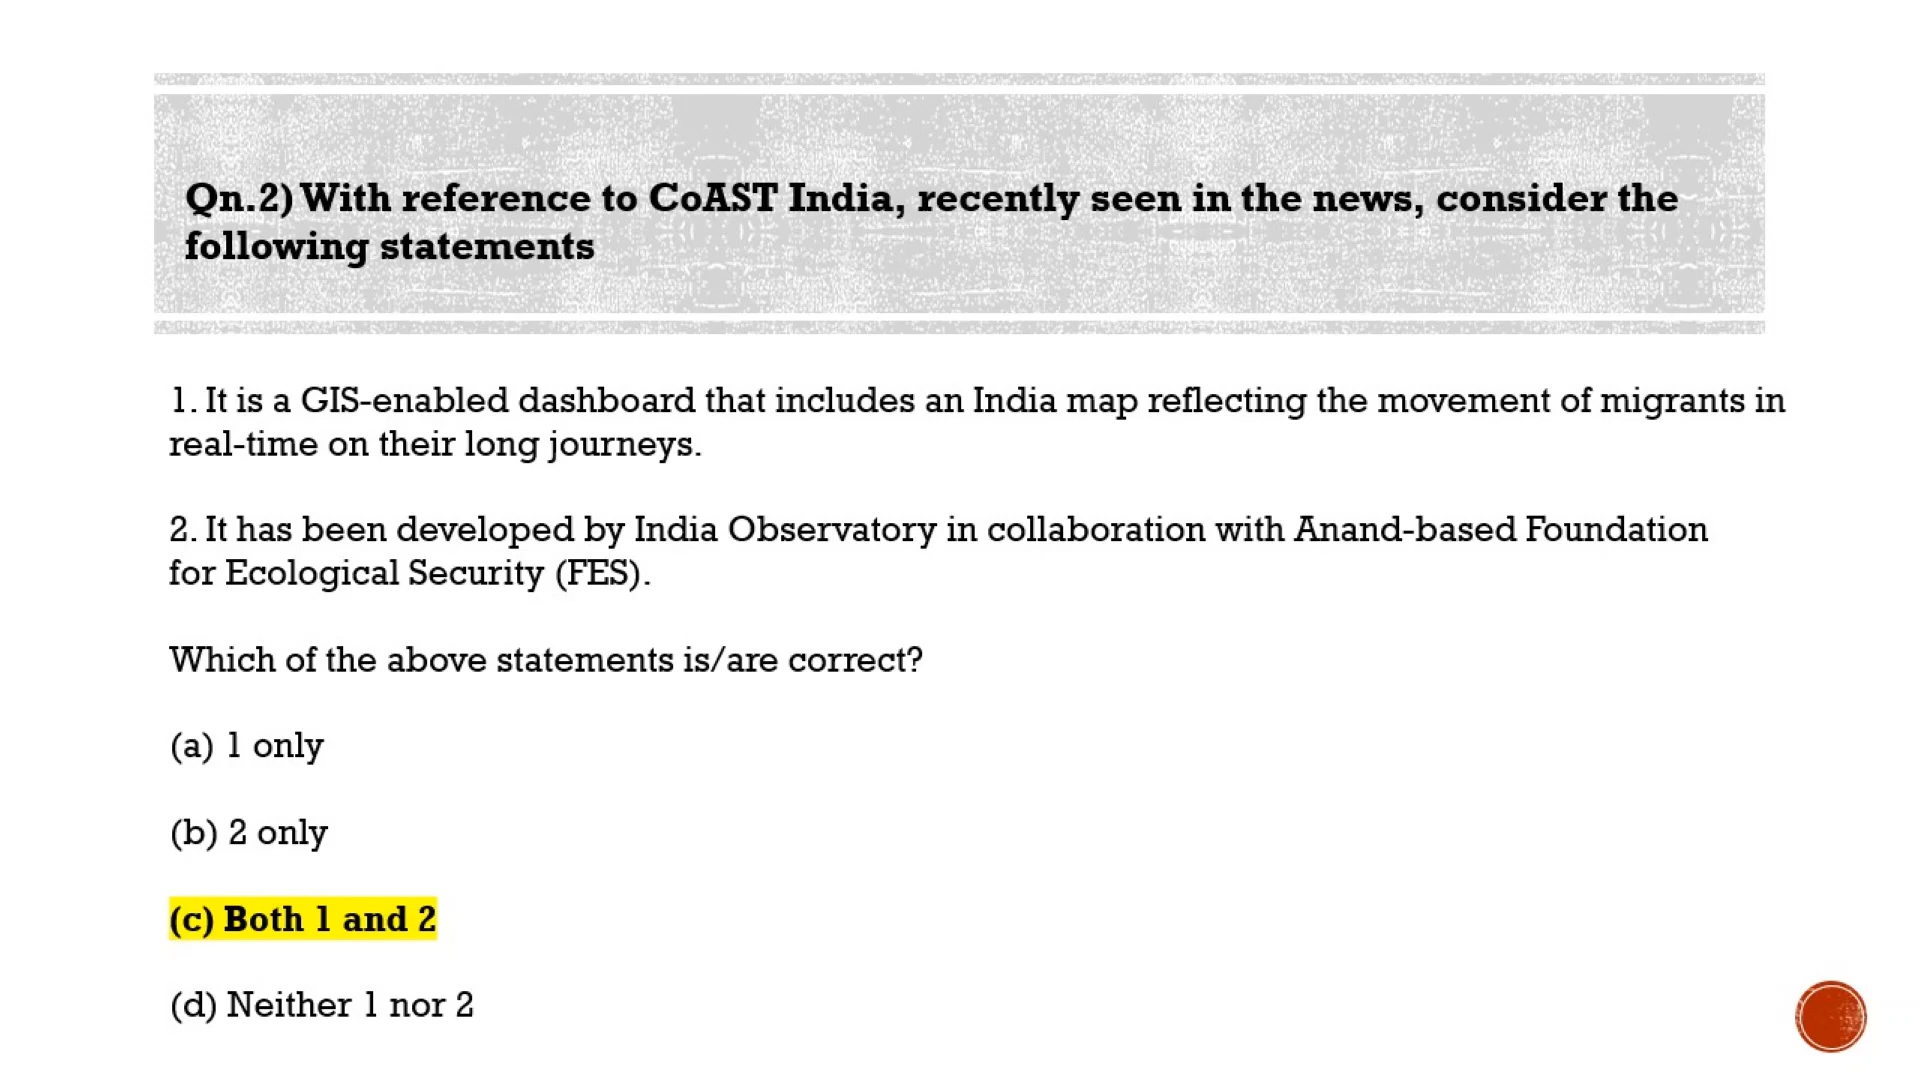 Qn.2) With reference to CoAST India, recently seen in the news, consider the
following statements
1. It is a GIS-enabled dashboard that includes an India map reflecting the movement of migrants in
real-time on their long journeys.
2. It has been developed by India Observatory in collaboration with Anand-based Foundation
for Ecological Security (FES).
Which of the above statements is/are correct?
(a) 1 only
(b) 2 only
(c) Both 1 and 2
(d) Neither 1 nor 2